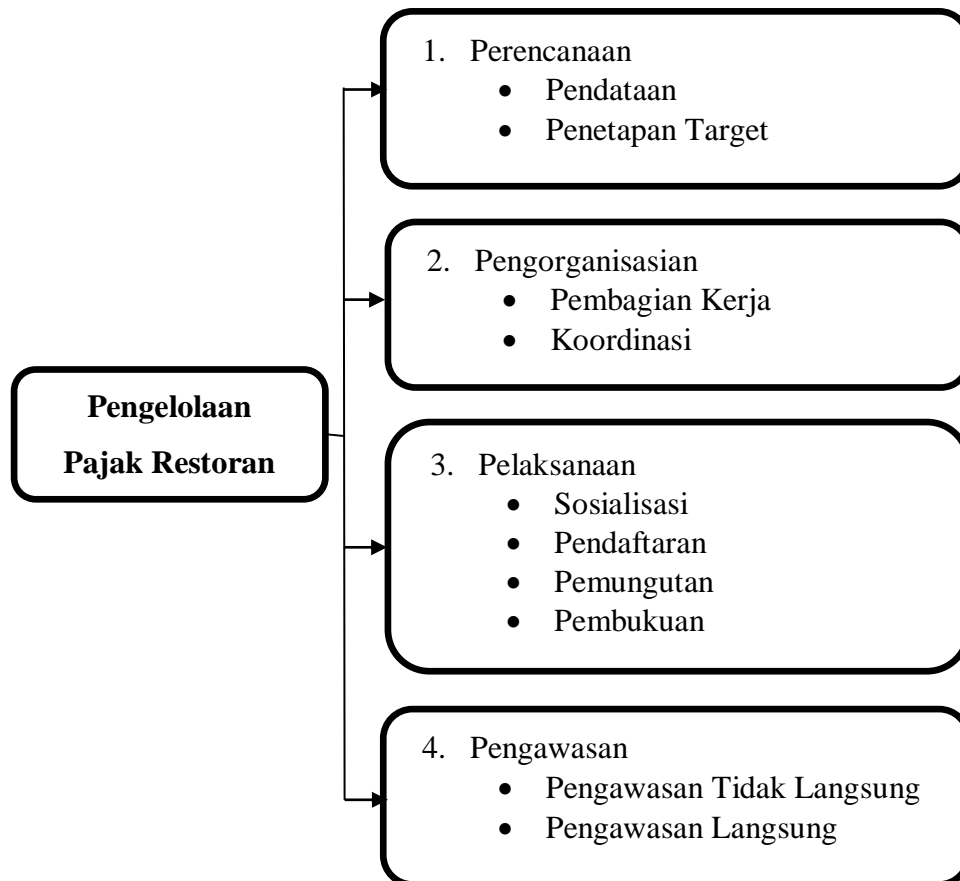 Pengelolaan
Pajak Restoran
1. Perencanaan
• Pendataan
• Penetapan Target
2. Pengorganisasian
• Pembagian Kerja
• Koordinasi
3. Pelaksanaan
• Sosialisasi
• Pendaftaran
• Pemungutan
• Pembukuan
4. Pengawasan
• Pengawasan Tidak Langsung
• Pengawasan Langsung